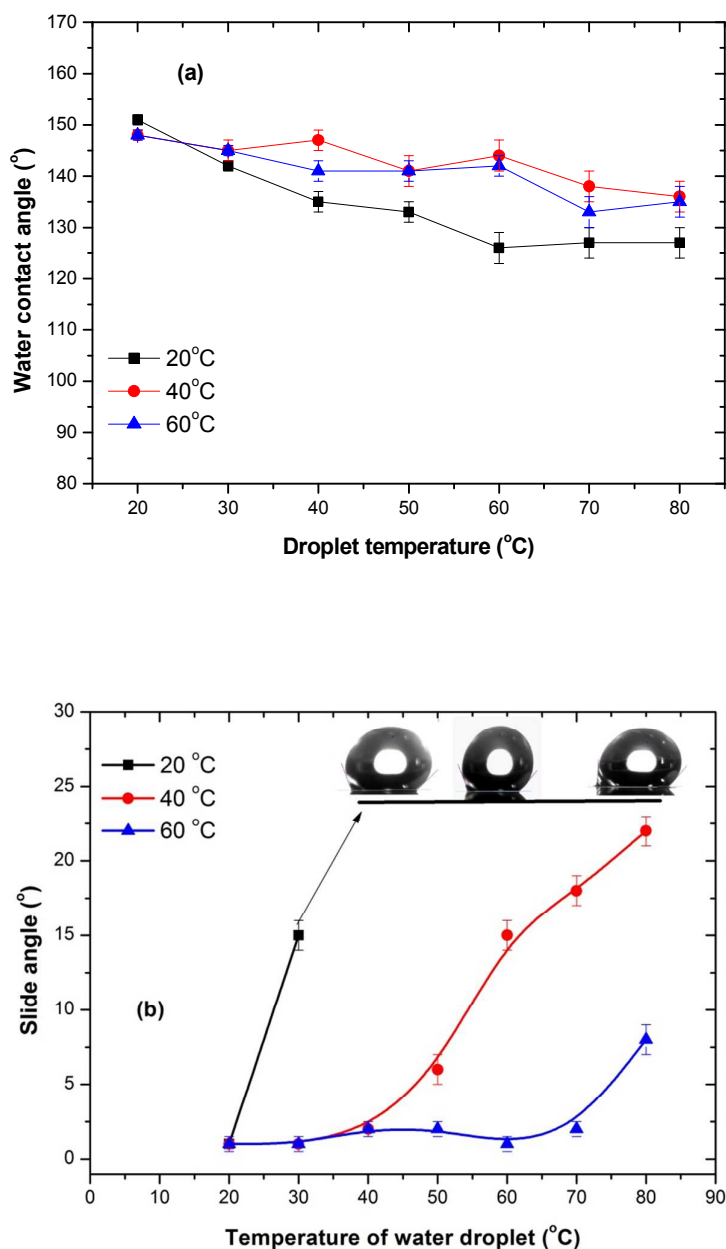 170
160
150
140
130
120
110
100
90
80
Water contact angle (°)
(a)
20°C
40°C
60°C
20 30 40 50 60 70 80
Droplet temperature (°C)
30
25
20
15
10
5
0
Slide angle (°)
20 °C
40 °C
60 °C
(b)
0 10 20 30 40 50 60 70 80 90
Temperature of water droplet (°C)